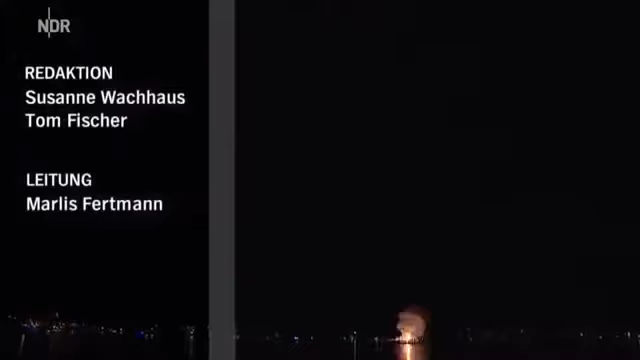 NDR
REDAKTION
Susanne Wachhaus
Tom Fischer
LEITUNG
Marlis Fertmann